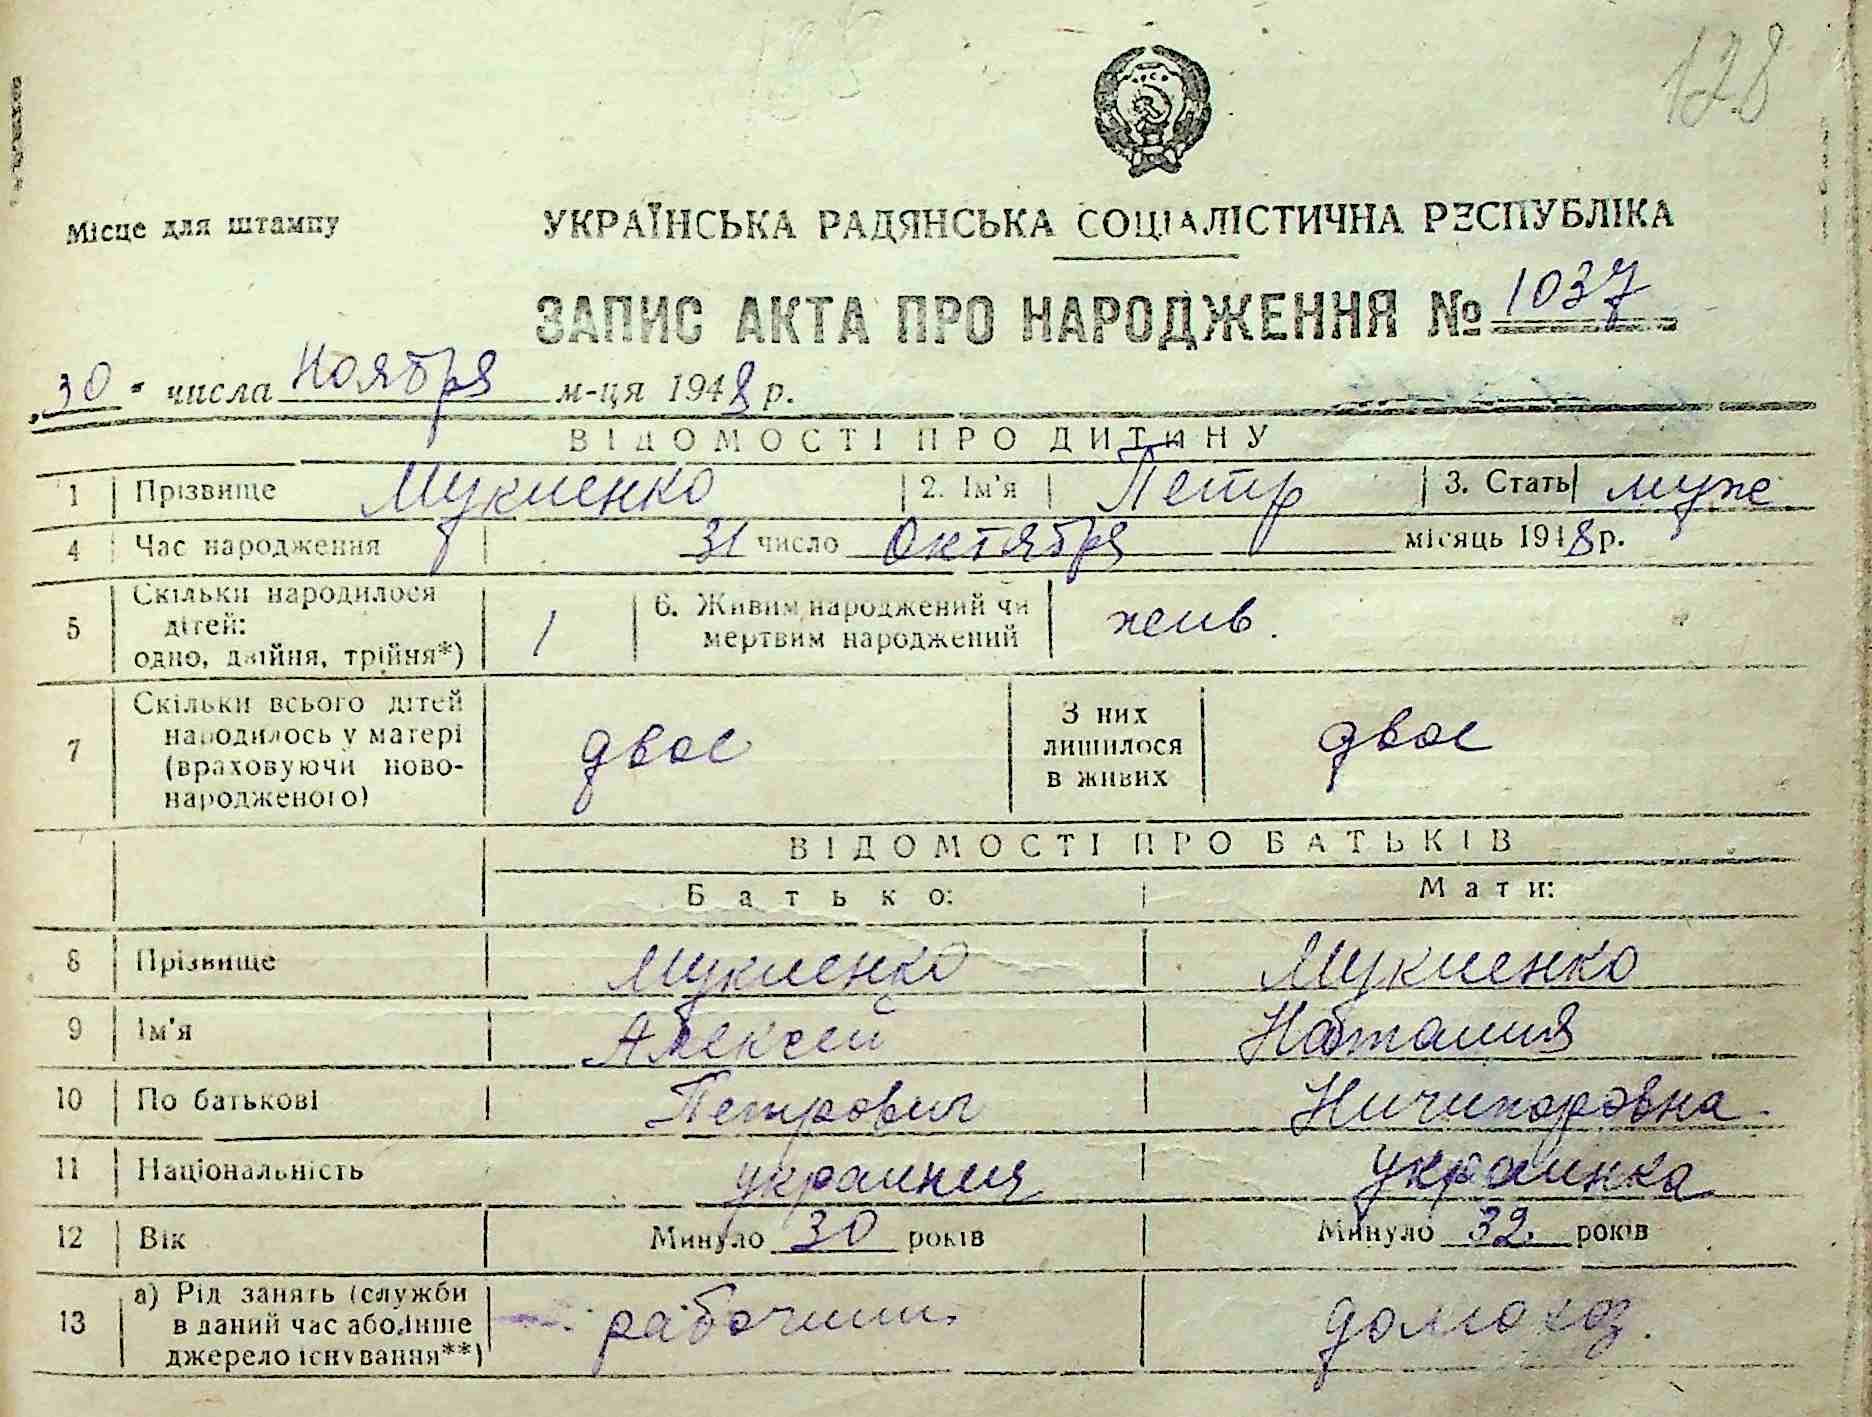 128
Місце для штампу
УКРАЇНСЬКА РАДЯНСЬКА СОЦІАЛІСТИЧНА РЕСПУБЛІКА
ЗАПИС АКТА ПРО НАРОДЖЕННЯ № 1037
„30" числа Ноября м-ця 1948 р.
ВІДОМОСТІ ПРО ДИТИНУ
1 Прізвище Мукиенко 2. Ім'я Петр 3. Стать муж
4 Час народження 31 число Октября місяць 1948 р.
5 Скільки народилося дітей: одно, двійня, трійня*) 1 6. Живим народжений чи мертвим народжений жив.
7 Скільки всього дітей народилось у матері (враховуючи новонародженого) двое З них лишилося в живих двое
ВІДОМОСТІ ПРО БАТЬКІВ
Батько: Мати:
8 Прізвище Мукиенко Мукиенко
9 Ім'я Алексей Наталия
10 По батькові Петрович Ничипоровна
11 Національність украинец украинка
12 Вік Минуло 30 років Минуло 32 років
13 а) Рід занять (служби в даний час або інше джерело існування**) рабочий домохоз.